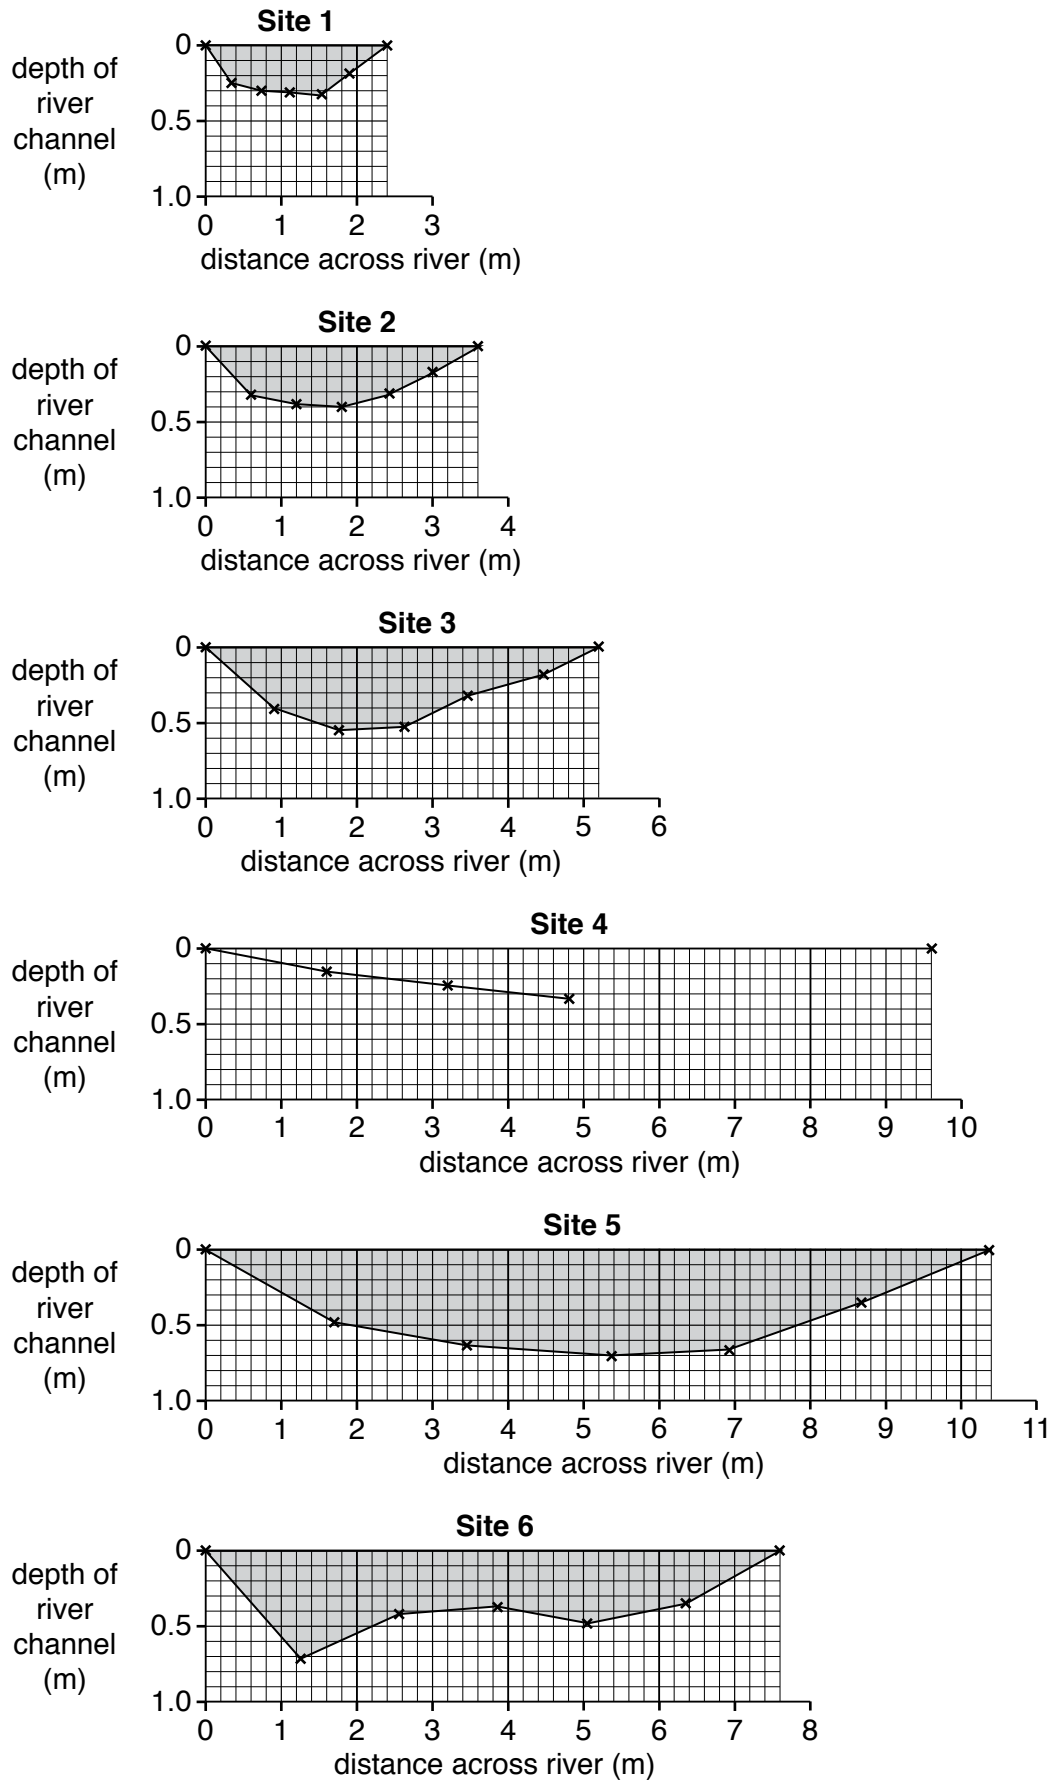 Site 1
depth of
river
channel
(m)
0
0.5
1.0
0 1 2 3
distance across river (m)
Site 2
depth of
river
channel
(m)
0
0.5
1.0
0 1 2 3 4
distance across river (m)
Site 3
depth of
river
channel
(m)
0
0.5
1.0
0 1 2 3 4 5 6
distance across river (m)
Site 4
depth of
river
channel
(m)
0
0.5
1.0
0 1 2 3 4 5 6 7 8 9 10
distance across river (m)
Site 5
depth of
river
channel
(m)
0
0.5
1.0
0 1 2 3 4 5 6 7 8 9 10 11
distance across river (m)
Site 6
depth of
river
channel
(m)
0
0.5
1.0
0 1 2 3 4 5 6 7 8
distance across river (m)